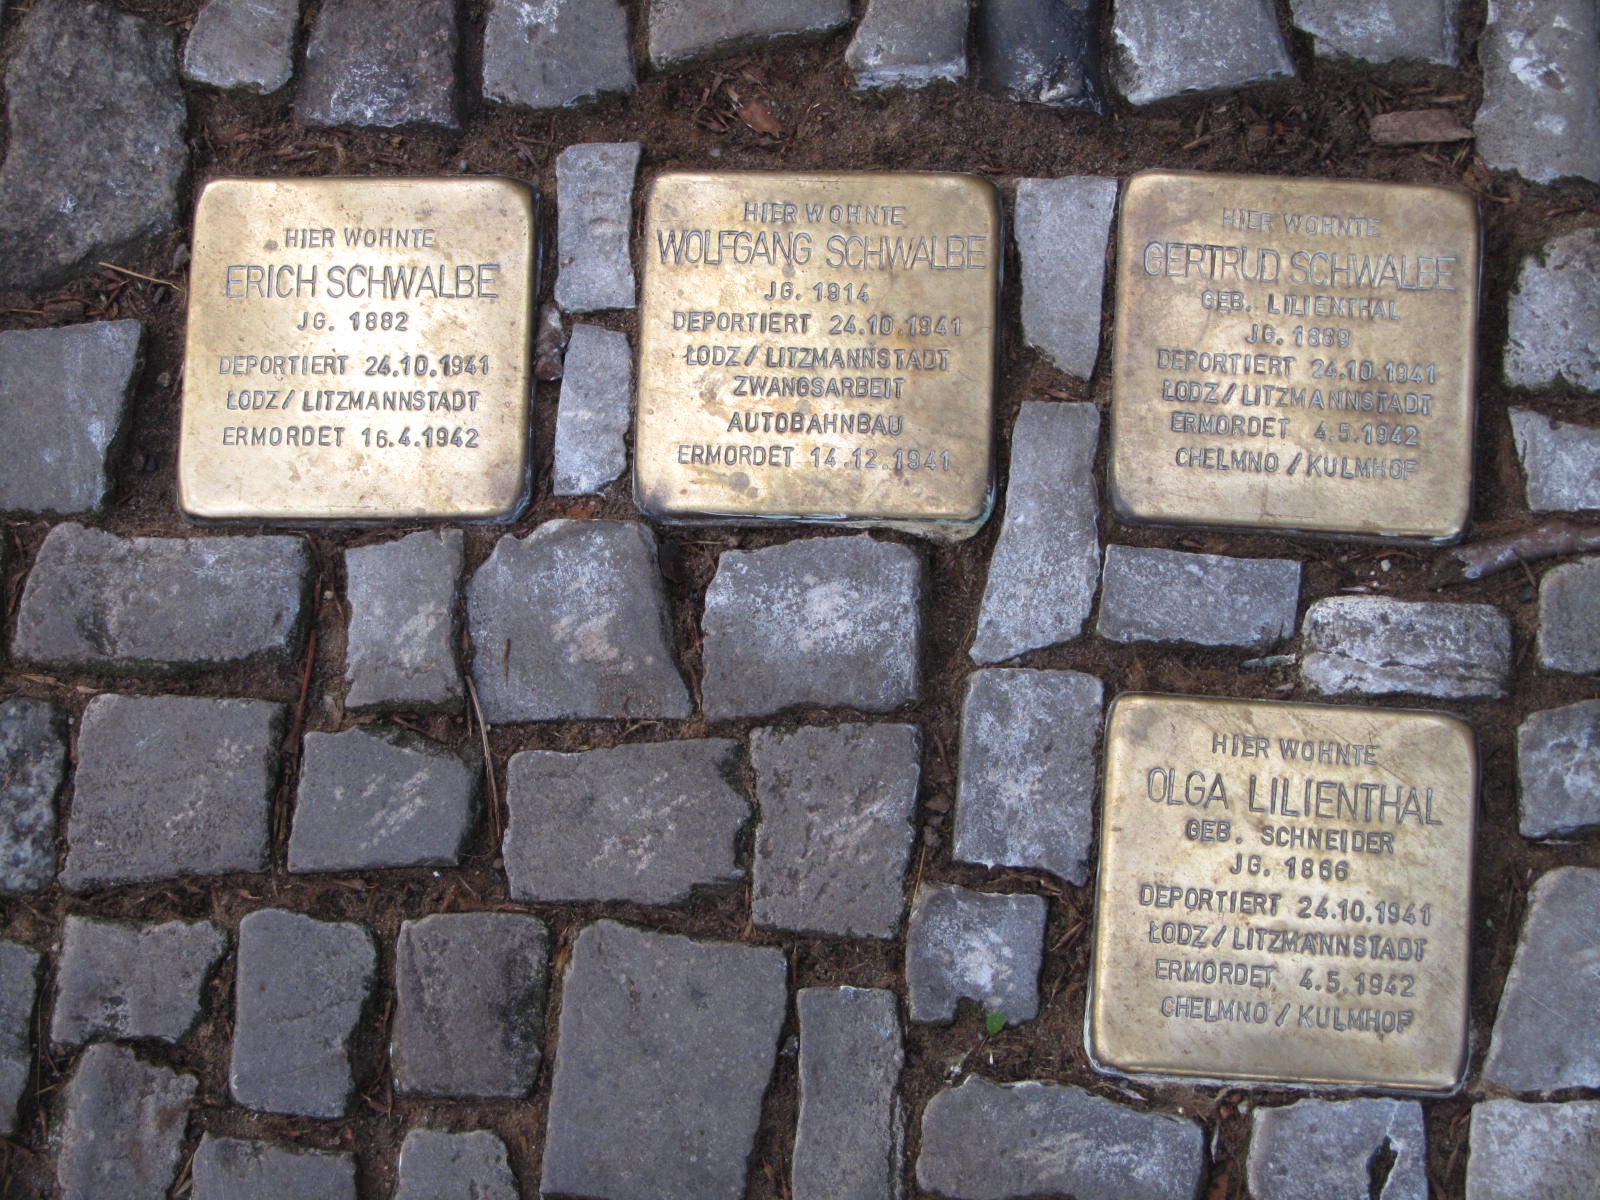 HIER WOHNTE
ERICH SCHWALBE
JG. 1882
DEPORTIERT 24.10.1941
ŁODZ / LITZMANNSTADT
ERMORDET 16.4.1942
HIER WOHNTE
WOLFGANG SCHWALBE
JG. 1914
DEPORTIERT 24.10.1941
ŁODZ / LITZMANNSTADT
ZWANGSARBEIT
AUTOBAHNBAU
ERMORDET 14.12.1941
HIER WOHNTE
GERTRUD SCHWALBE
GEB. LILIENTHAL
JG. 1889
DEPORTIERT 24.10.1941
ŁODZ / LITZMANNSTADT
ERMORDET 4.5.1942
CHELMNO / KULMHOF
HIER WOHNTE
OLGA LILIENTHAL
GEB. SCHNEIDER
JG. 1866
DEPORTIERT 24.10.1941
ŁODZ / LITZMANNSTADT
ERMORDET 4.5.1942
CHELMNO / KULMHOF